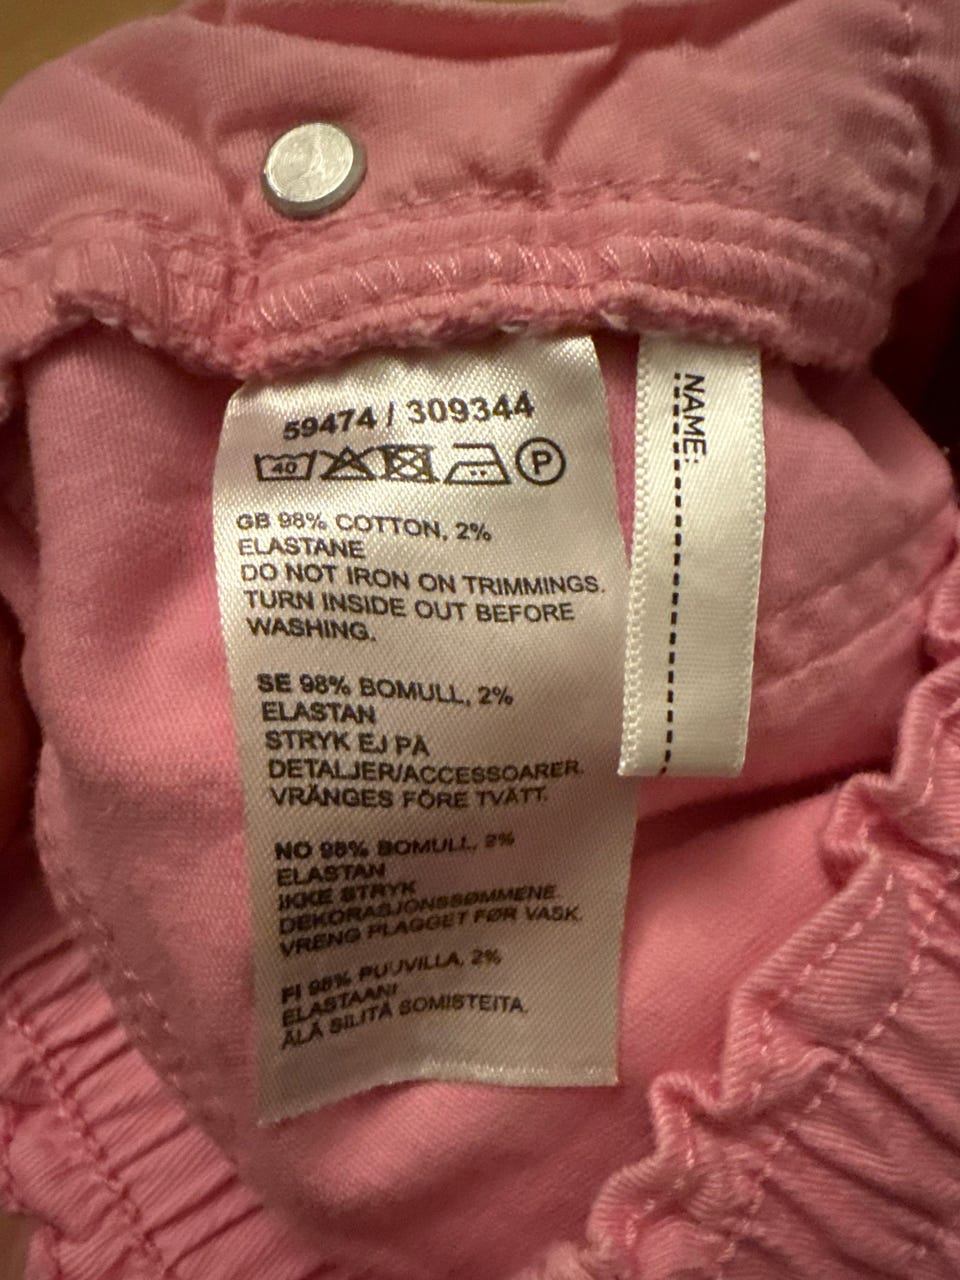 59474 / 309344
40 P
GB 98% COTTON, 2%
ELASTANE
DO NOT IRON ON TRIMMINGS.
TURN INSIDE OUT BEFORE
WASHING.
SE 98% BOMULL, 2%
ELASTAN
STRYK EJ PÅ
DETALJER/ACCESSOARER.
VRÄNGES FÖRE TVÄTT.
NO 98% BOMULL, 2%
ELASTAN
IKKE STRYK
DEKORASJONSSØMMENE.
VRENG PLAGGET FØR VASK.
FI 98% PUUVILLA, 2%
ELASTAANI
ÄLÄ SILITÄ SOMISTEITA.
NAME: